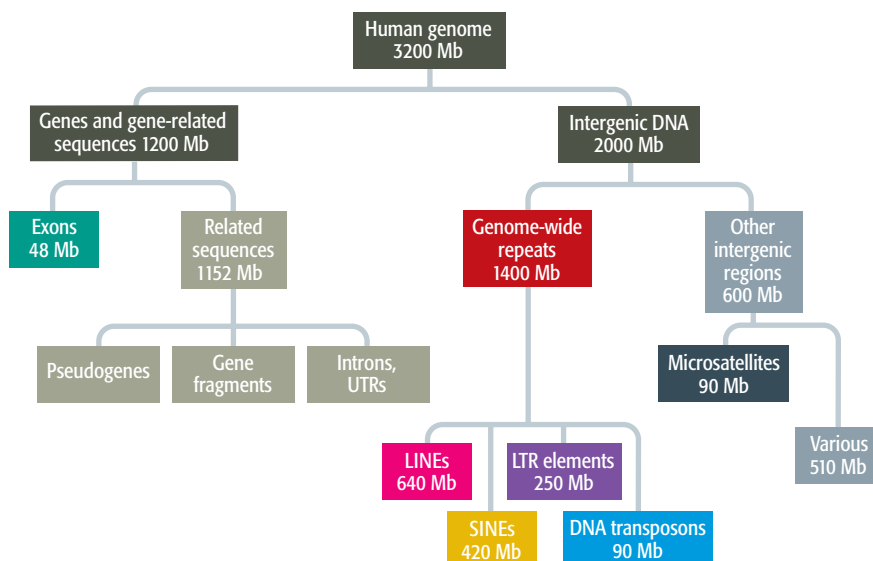 Human genome
3200 Mb
Genes and gene-related
sequences 1200 Mb
Intergenic DNA
2000 Mb
Exons
48 Mb
Related
sequences
1152 Mb
Genome-wide
repeats
1400 Mb
Other
intergenic
regions
600 Mb
Pseudogenes
Gene
fragments
Introns,
UTRs
Microsatellites
90 Mb
Various
510 Mb
LINEs
640 Mb
LTR elements
250 Mb
SINEs
420 Mb
DNA transposons
90 Mb